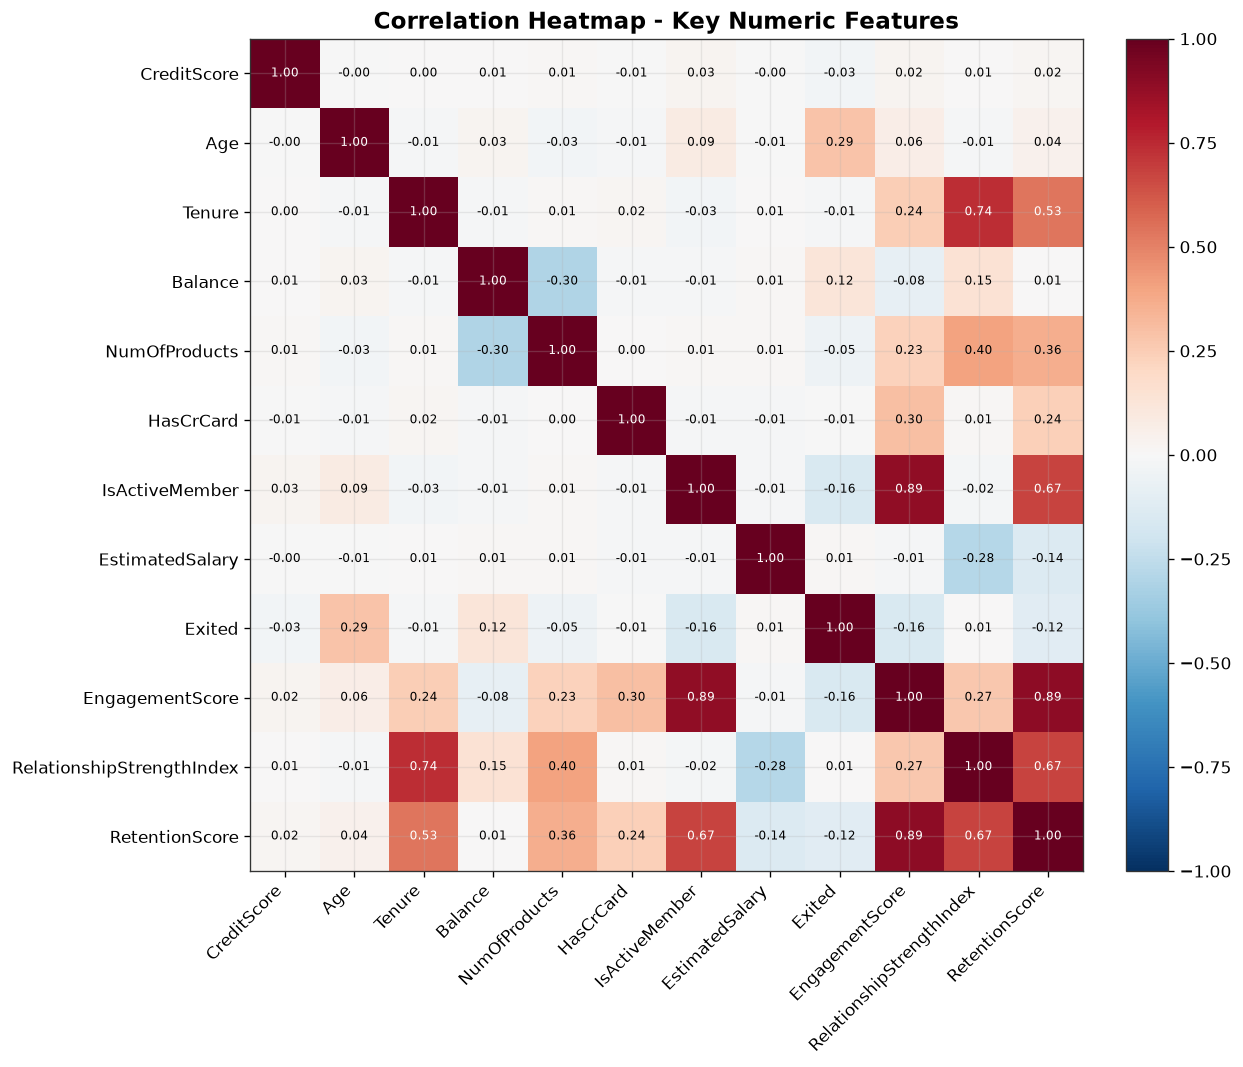 Correlation Heatmap - Key Numeric Features
CreditScore 1.00 -0.00 0.00 0.01 0.01 -0.01 0.03 -0.00 -0.03 0.02 0.01 0.02
Age -0.00 1.00 -0.01 0.03 -0.03 -0.01 0.09 -0.01 0.29 0.06 -0.01 0.04
Tenure 0.00 -0.01 1.00 -0.01 0.01 0.02 -0.03 0.01 -0.01 0.24 0.74 0.53
Balance 0.01 0.03 -0.01 1.00 -0.30 -0.01 -0.01 0.01 0.12 -0.08 0.15 0.01
NumOfProducts 0.01 -0.03 0.01 -0.30 1.00 0.00 0.01 0.01 -0.05 0.23 0.40 0.36
HasCrCard -0.01 -0.01 0.02 -0.01 0.00 1.00 -0.01 -0.01 -0.01 0.30 0.01 0.24
IsActiveMember 0.03 0.09 -0.03 -0.01 0.01 -0.01 1.00 -0.01 -0.16 0.89 -0.02 0.67
EstimatedSalary -0.00 -0.01 0.01 0.01 0.01 -0.01 -0.01 1.00 0.01 -0.01 -0.28 -0.14
Exited -0.03 0.29 -0.01 0.12 -0.05 -0.01 -0.16 0.01 1.00 -0.16 0.01 -0.12
EngagementScore 0.02 0.06 0.24 -0.08 0.23 0.30 0.89 -0.01 -0.16 1.00 0.27 0.89
RelationshipStrengthIndex 0.01 -0.01 0.74 0.15 0.40 0.01 -0.02 -0.28 0.01 0.27 1.00 0.67
RetentionScore 0.02 0.04 0.53 0.01 0.36 0.24 0.67 -0.14 -0.12 0.89 0.67 1.00
CreditScore
Age
Tenure
Balance
NumOfProducts
HasCrCard
IsActiveMember
EstimatedSalary
Exited
EngagementScore
RelationshipStrengthIndex
RetentionScore
1.00
0.75
0.50
0.25
0.00
−0.25
−0.50
−0.75
−1.00